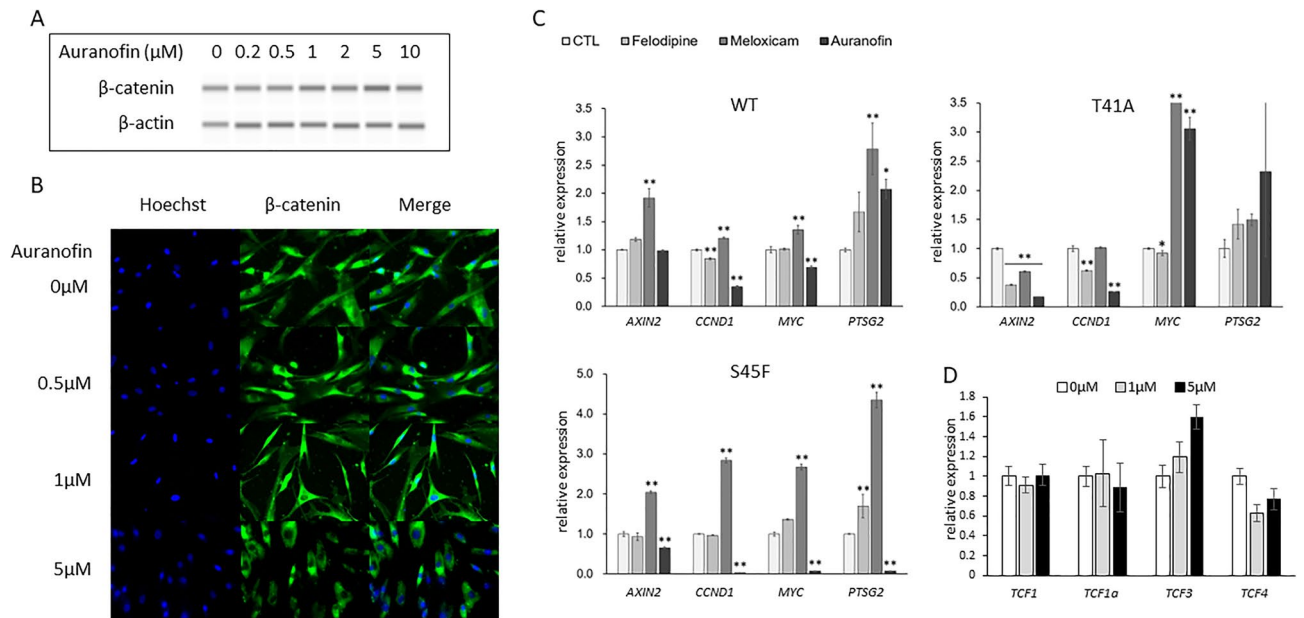 A
Auranofin (μM) 0 0.2 0.5 1 2 5 10
β-catenin
β-actin
B
Hoechst β-catenin Merge
Auranofin
0μM
0.5μM
1μM
5μM
C
CTL Felodipine Meloxicam Auranofin
WT
relative expression
3.5
3.0
2.5
2.0
1.5
1.0
0.5
0.0
** ** ** ** ** ** ** *
AXIN2 CCND1 MYC PTSG2
T41A
relative expression
3.5
3.0
2.5
2.0
1.5
1.0
0.5
0.0
** ** ** * ** **
AXIN2 CCND1 MYC PTSG2
S45F
relative expression
5.0
4.0
3.0
2.0
1.0
0.0
** ** ** ** ** ** ** ** **
AXIN2 CCND1 MYC PTSG2
D
0μM 1μM 5μM
relative expression
1.8
1.6
1.4
1.2
1
0.8
0.6
0.4
0.2
0
TCF1 TCF1a TCF3 TCF4